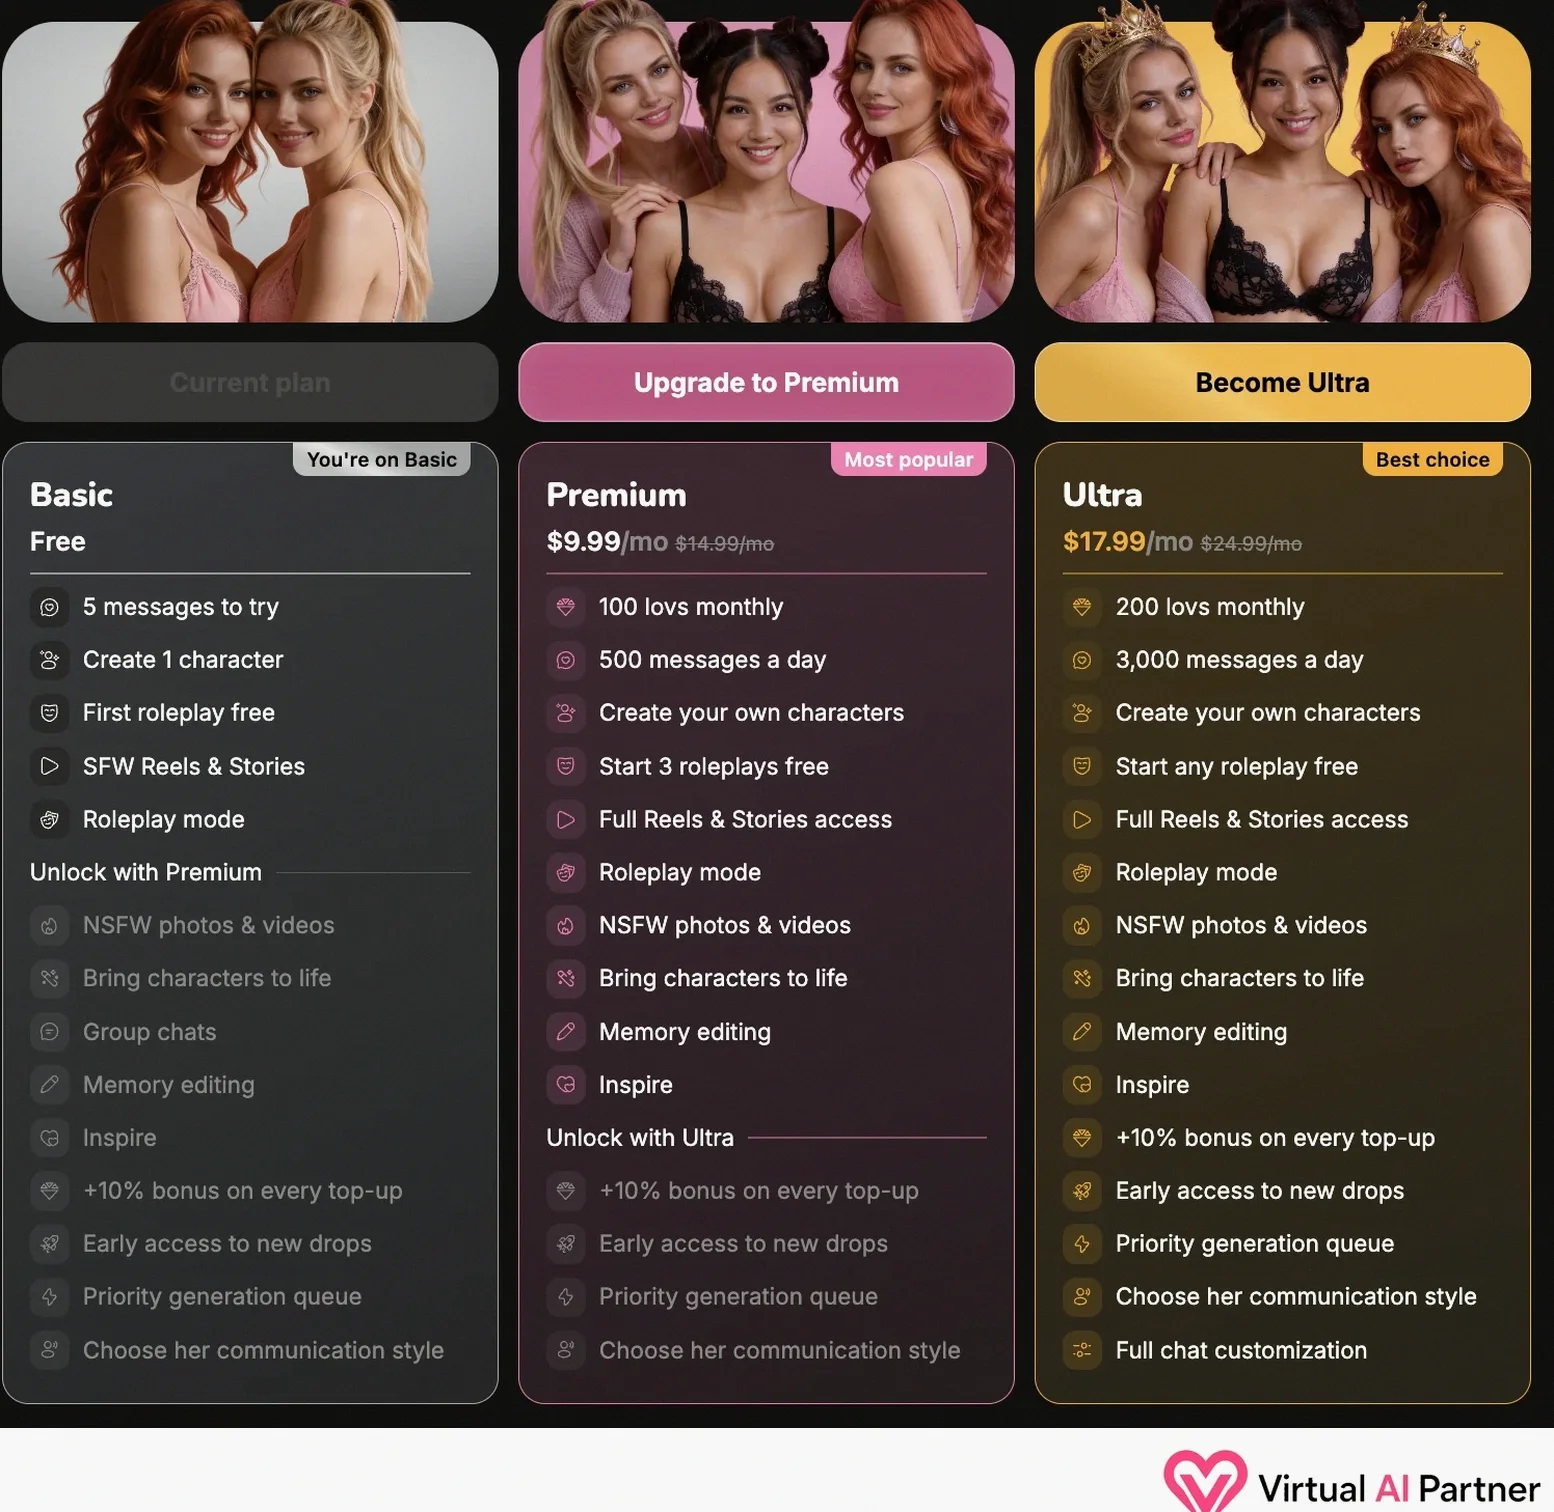 Current plan
Upgrade to Premium
Become Ultra
You're on Basic
Basic
Free
5 messages to try
Create 1 character
First roleplay free
SFW Reels & Stories
Roleplay mode
Unlock with Premium
NSFW photos & videos
Bring characters to life
Group chats
Memory editing
Inspire
+10% bonus on every top-up
Early access to new drops
Priority generation queue
Choose her communication style
Most popular
Premium
$9.99/mo $14.99/mo
100 lovs monthly
500 messages a day
Create your own characters
Start 3 roleplays free
Full Reels & Stories access
Roleplay mode
NSFW photos & videos
Bring characters to life
Memory editing
Inspire
Unlock with Ultra
+10% bonus on every top-up
Early access to new drops
Priority generation queue
Choose her communication style
Best choice
Ultra
$17.99/mo $24.99/mo
200 lovs monthly
3,000 messages a day
Create your own characters
Start any roleplay free
Full Reels & Stories access
Roleplay mode
NSFW photos & videos
Bring characters to life
Memory editing
Inspire
+10% bonus on every top-up
Early access to new drops
Priority generation queue
Choose her communication style
Full chat customization
Virtual AI Partner